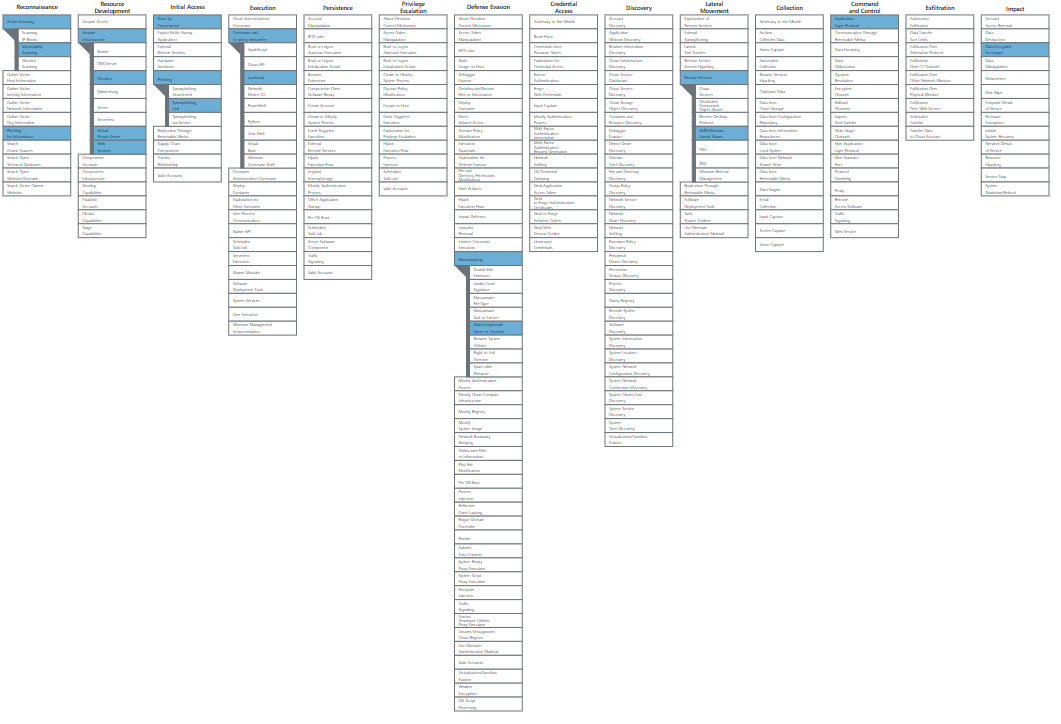 Reconnaissance
Active Scanning
Scanning
IP Blocks
Vulnerability
Scanning
Wordlist
Scanning
Gather Victim
Host Information
Gather Victim
Identity Information
Gather Victim
Network Information
Gather Victim
Org Information
Phishing
for Information
Search
Closed Sources
Search Open
Technical Databases
Search Open
Websites/Domains
Search Victim-Owned
Websites
Resource
Development
Acquire Access
Acquire
Infrastructure
Botnet
DNS Server
Domains
Malvertising
Server
Serverless
Virtual
Private Server
Web
Services
Compromise
Accounts
Compromise
Infrastructure
Develop
Capabilities
Establish
Accounts
Obtain
Capabilities
Stage
Capabilities
Initial Access
Drive-by
Compromise
Exploit Public-Facing
Application
External
Remote Services
Hardware
Additions
Phishing
Spearphishing
Attachment
Spearphishing
Link
Spearphishing
via Service
Replication Through
Removable Media
Supply Chain
Compromise
Trusted
Relationship
Valid Accounts
Execution
Cloud Administration
Command
Command and
Scripting Interpreter
AppleScript
Cloud API
JavaScript
Network
Device CLI
PowerShell
Python
Unix Shell
Visual
Basic
Windows
Command Shell
Container
Administration Command
Deploy
Container
Exploitation for
Client Execution
Inter-Process
Communication
Native API
Scheduled
Task/Job
Serverless
Execution
Shared Modules
Software
Deployment Tools
System Services
User Execution
Windows Management
Instrumentation
Persistence
Account
Manipulation
BITS Jobs
Boot or Logon
Autostart Execution
Boot or Logon
Initialization Scripts
Browser
Extensions
Compromise Client
Software Binary
Create Account
Create or Modify
System Process
Event Triggered
Execution
External
Remote Services
Hijack
Execution Flow
Implant
Internal Image
Modify Authentication
Process
Office Application
Startup
Pre-OS Boot
Scheduled
Task/Job
Server Software
Component
Traffic
Signaling
Valid Accounts
Privilege
Escalation
Abuse Elevation
Control Mechanism
Access Token
Manipulation
Boot or Logon
Autostart Execution
Boot or Logon
Initialization Scripts
Create or Modify
System Process
Domain Policy
Modification
Escape to Host
Event Triggered
Execution
Exploitation for
Privilege Escalation
Hijack
Execution Flow
Process
Injection
Scheduled
Task/Job
Valid Accounts
Defense Evasion
Abuse Elevation
Control Mechanism
Access Token
Manipulation
BITS Jobs
Build
Image on Host
Debugger
Evasion
Deobfuscate/Decode
Files or Information
Deploy
Container
Direct
Volume Access
Domain Policy
Modification
Execution
Guardrails
Exploitation for
Defense Evasion
File and
Directory Permissions
Modification
Hide Artifacts
Hijack
Execution Flow
Impair Defenses
Indicator
Removal
Indirect Command
Execution
Masquerading
Double File
Extension
Invalid Code
Signature
Masquerade
File Type
Masquerade
Task or Service
Match Legitimate
Name or Location
Rename System
Utilities
Right-to-Left
Override
Space after
Filename
Modify Authentication
Process
Modify Cloud Compute
Infrastructure
Modify Registry
Modify
System Image
Network Boundary
Bridging
Obfuscated Files
or Information
Plist File
Modification
Pre-OS Boot
Process
Injection
Reflective
Code Loading
Rogue Domain
Controller
Rootkit
Subvert
Trust Controls
System Binary
Proxy Execution
System Script
Proxy Execution
Template
Injection
Traffic
Signaling
Trusted
Developer Utilities
Proxy Execution
Unused/Unsupported
Cloud Regions
Use Alternate
Authentication Material
Valid Accounts
Virtualization/Sandbox
Evasion
Weaken
Encryption
XSL Script
Processing
Credential
Access
Adversary-in-the-Middle
Brute Force
Credentials from
Password Stores
Exploitation for
Credential Access
Forced
Authentication
Forge
Web Credentials
Input Capture
Modify Authentication
Process
Multi-Factor
Authentication
Interception
Multi-Factor
Authentication
Request Generation
Network
Sniffing
OS Credential
Dumping
Steal Application
Access Token
Steal
or Forge Authentication
Certificates
Steal or Forge
Kerberos Tickets
Steal Web
Session Cookie
Unsecured
Credentials
Discovery
Account
Discovery
Application
Window Discovery
Browser Information
Discovery
Cloud Infrastructure
Discovery
Cloud Service
Dashboard
Cloud Service
Discovery
Cloud Storage
Object Discovery
Container and
Resource Discovery
Debugger
Evasion
Device Driver
Discovery
Domain
Trust Discovery
File and Directory
Discovery
Group Policy
Discovery
Network Service
Discovery
Network
Share Discovery
Network
Sniffing
Password Policy
Discovery
Peripheral
Device Discovery
Permission
Groups Discovery
Process
Discovery
Query Registry
Remote System
Discovery
Software
Discovery
System Information
Discovery
System Location
Discovery
System Network
Configuration Discovery
System Network
Connections Discovery
System Owner/User
Discovery
System Service
Discovery
System
Time Discovery
Virtualization/Sandbox
Evasion
Lateral
Movement
Exploitation of
Remote Services
Internal
Spearphishing
Lateral
Tool Transfer
Remote Service
Session Hijacking
Remote Services
Cloud
Services
Distributed
Component
Object Model
Remote Desktop
Protocol
SMB/Windows
Admin Shares
SSH
VNC
Windows Remote
Management
Replication Through
Removable Media
Software
Deployment Tools
Taint
Shared Content
Use Alternate
Authentication Material
Collection
Adversary-in-the-Middle
Archive
Collected Data
Audio Capture
Automated
Collection
Browser Session
Hijacking
Clipboard Data
Data from
Cloud Storage
Data from Configuration
Repository
Data from Information
Repositories
Data from
Local System
Data from Network
Shared Drive
Data from
Removable Media
Data Staged
Email
Collection
Input Capture
Screen Capture
Video Capture
Command
and Control
Application
Layer Protocol
Communication Through
Removable Media
Data Encoding
Data
Obfuscation
Dynamic
Resolution
Encrypted
Channel
Fallback
Channels
Ingress
Tool Transfer
Multi-Stage
Channels
Non-Application
Layer Protocol
Non-Standard
Port
Protocol
Tunneling
Proxy
Remote
Access Software
Traffic
Signaling
Web Service
Exfiltration
Automated
Exfiltration
Data Transfer
Size Limits
Exfiltration Over
Alternative Protocol
Exfiltration
Over C2 Channel
Exfiltration Over
Other Network Medium
Exfiltration Over
Physical Medium
Exfiltration
Over Web Service
Scheduled
Transfer
Transfer Data
to Cloud Account
Impact
Account
Access Removal
Data
Destruction
Data Encrypted
for Impact
Data
Manipulation
Defacement
Disk Wipe
Endpoint Denial
of Service
Firmware
Corruption
Inhibit
System Recovery
Network Denial
of Service
Resource
Hijacking
Service Stop
System
Shutdown/Reboot